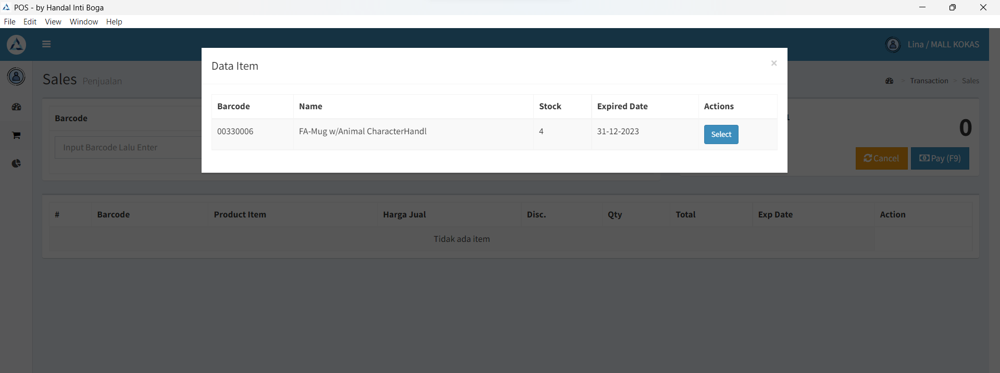 POS - by Handal Inti Boga
File Edit View Window Help
Lina / MALL KOKAS
Data Item
×
Sales Penjualan
> Transaction > Sales
Barcode Name Stock Expired Date Actions
00330006 FA-Mug w/Animal CharacterHandl 4 31-12-2023 Select
Barcode
Input Barcode Lalu Enter
0
Cancel Pay (F9)
# Barcode Product Item Harga Jual Disc. Qty Total Exp Date Action
Tidak ada item